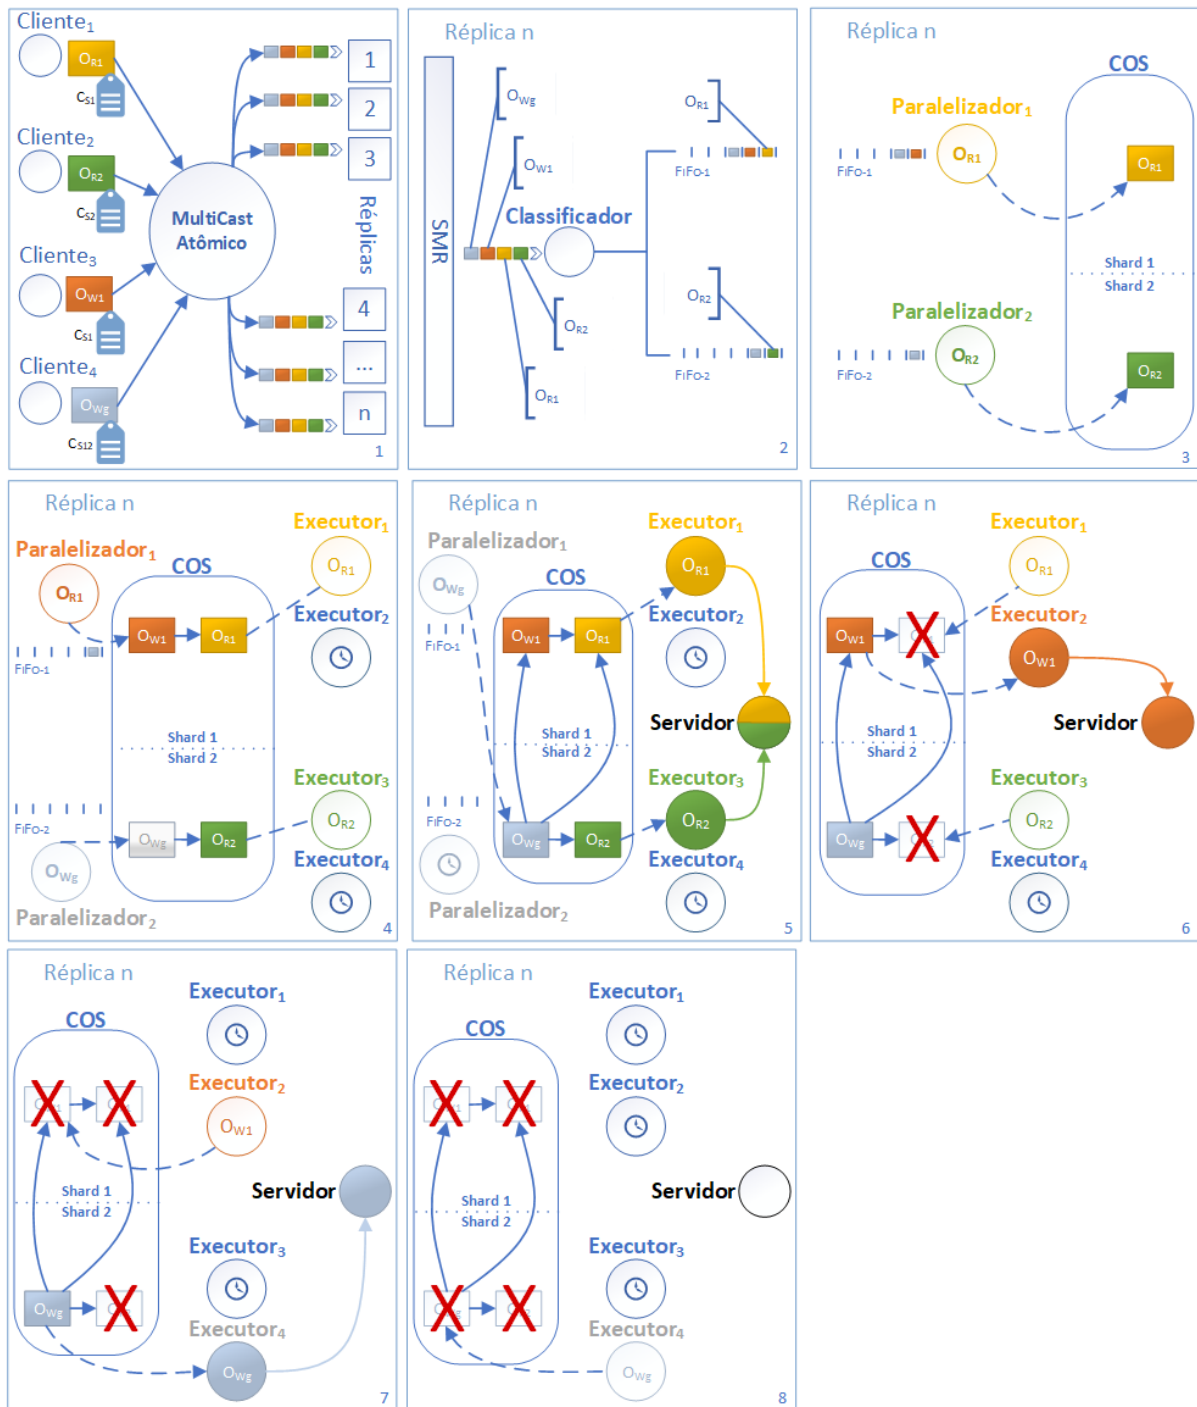 Cliente1
OR1
CS1
Cliente2
OR2
CS2
Cliente3
OW1
CS1
Cliente4
OWg
CS12
MultiCast
Atômico
1
2
3
Réplicas
4
...
n
1
Réplica n
SMR
OWg
OW1
Classificador
OR2
OR1
OR1
FiFo-1
OR2
FiFo-2
2
Réplica n
COS
Paralelizador1
FiFo-1
OR1
OR1
Shard 1
Shard 2
Paralelizador2
FiFo-2
OR2
OR2
3
Réplica n
Executor1
Paralelizador1
COS
OR1
OR1
Executor2
OW1
OR1
FiFo-1
Shard 1
Shard 2
Executor3
FiFo-2
OWg
OR2
OR2
OWg
Executor4
Paralelizador2
4
Réplica n
Executor1
Paralelizador1
COS
OR1
OWg
Executor2
OW1
OR1
FiFo-1
Servidor
Shard 1
Shard 2
Executor3
FiFo-2
OWg
OR2
OR2
Executor4
Paralelizador2
5
Réplica n
Executor1
COS
OR1
Executor2
OW1
OW1
Servidor
Shard 1
Shard 2
Executor3
OWg
OR2
Executor4
6
Réplica n
Executor1
COS
Executor2
OW1
Servidor
Shard 1
Shard 2
Executor3
OWg
Executor4
OWg
7
Réplica n
Executor1
COS
Executor2
Servidor
Shard 1
Shard 2
Executor3
Executor4
OWg
8